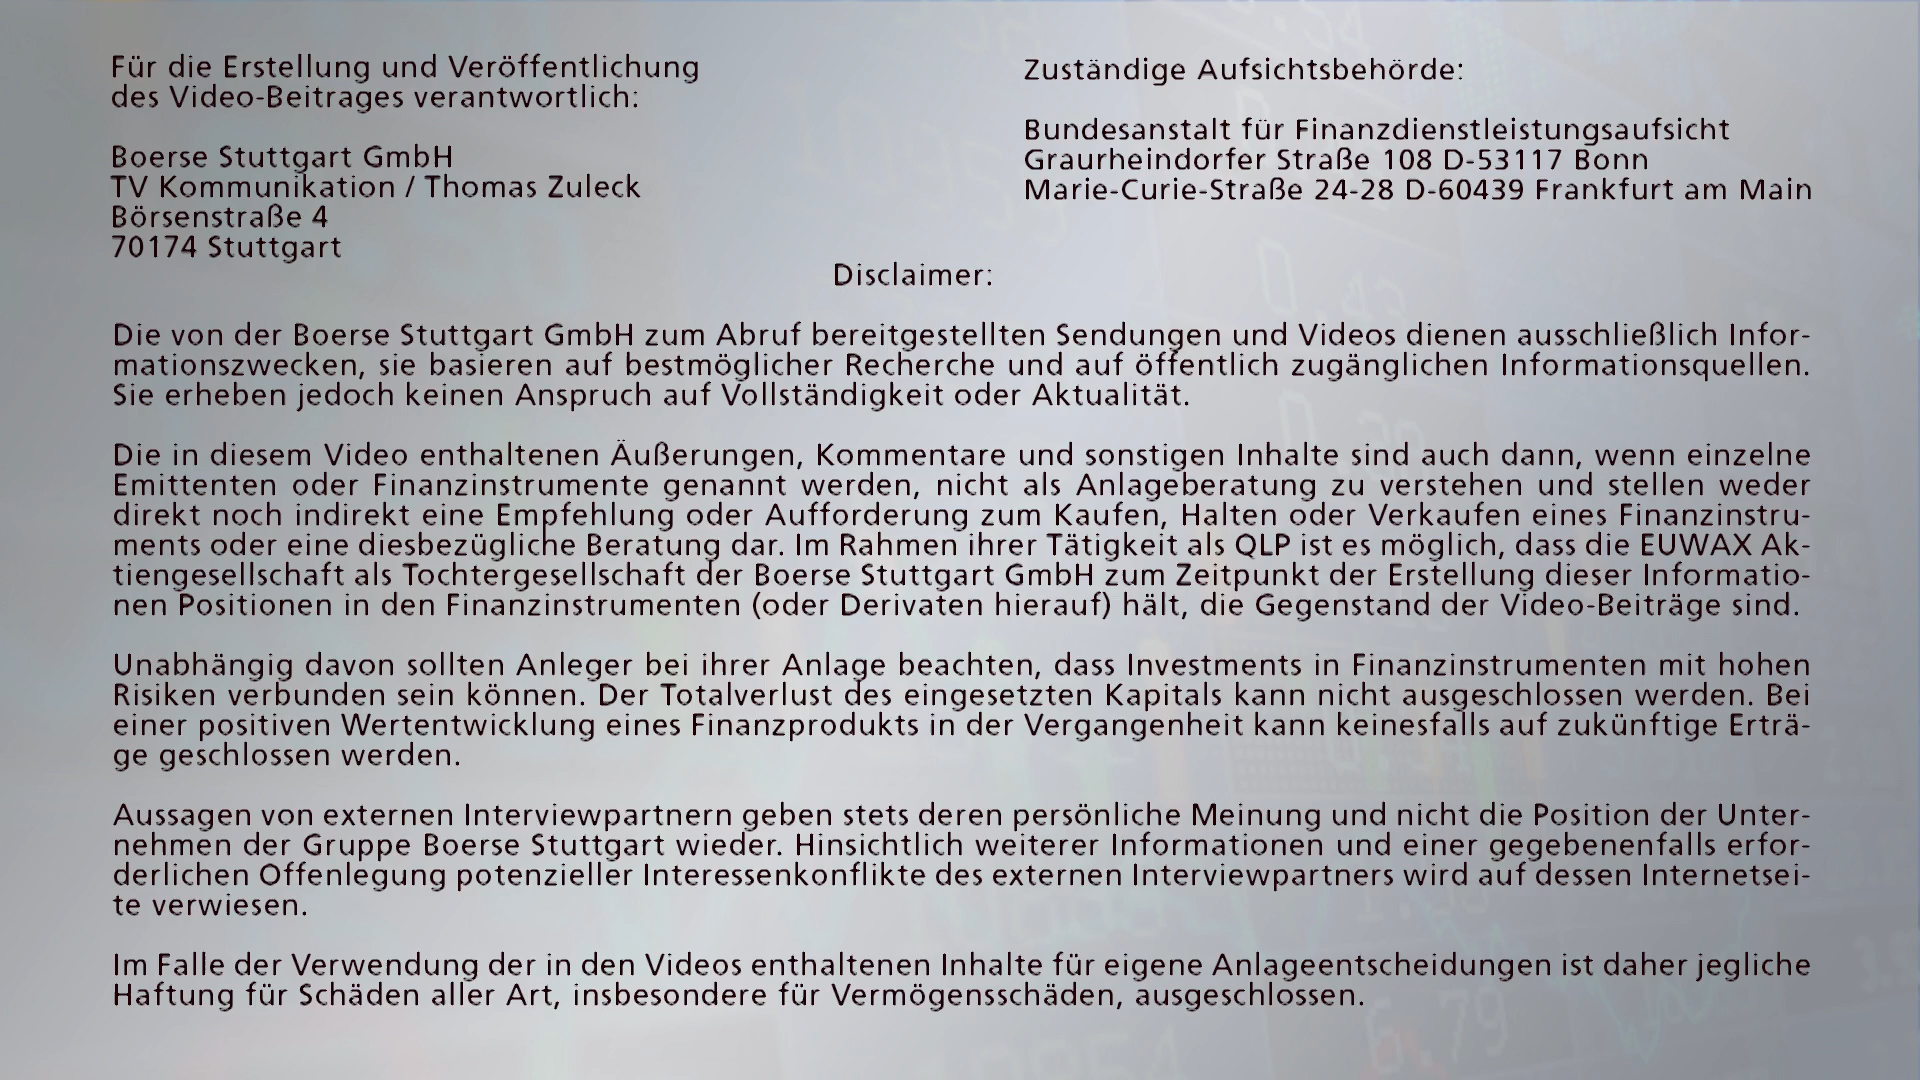 Für die Erstellung und Veröffentlichung
des Video-Beitrages verantwortlich:
Boerse Stuttgart GmbH
TV Kommunikation / Thomas Zuleck
Börsenstraße 4
70174 Stuttgart
Zuständige Aufsichtsbehörde:
Bundesanstalt für Finanzdienstleistungsaufsicht
Graurheindorfer Straße 108 D-53117 Bonn
Marie-Curie-Straße 24-28 D-60439 Frankfurt am Main
Disclaimer:
Die von der Boerse Stuttgart GmbH zum Abruf bereitgestellten Sendungen und Videos dienen ausschließlich Infor-
mationszwecken, sie basieren auf bestmöglicher Recherche und auf öffentlich zugänglichen Informationsquellen.
Sie erheben jedoch keinen Anspruch auf Vollständigkeit oder Aktualität.
Die in diesem Video enthaltenen Äußerungen, Kommentare und sonstigen Inhalte sind auch dann, wenn einzelne
Emittenten oder Finanzinstrumente genannt werden, nicht als Anlageberatung zu verstehen und stellen weder
direkt noch indirekt eine Empfehlung oder Aufforderung zum Kaufen, Halten oder Verkaufen eines Finanzinstru-
ments oder eine diesbezügliche Beratung dar. Im Rahmen ihrer Tätigkeit als QLP ist es möglich, dass die EUWAX Ak-
tiengesellschaft als Tochtergesellschaft der Boerse Stuttgart GmbH zum Zeitpunkt der Erstellung dieser Informatio-
nen Positionen in den Finanzinstrumenten (oder Derivaten hierauf) hält, die Gegenstand der Video-Beiträge sind.
Unabhängig davon sollten Anleger bei ihrer Anlage beachten, dass Investments in Finanzinstrumenten mit hohen
Risiken verbunden sein können. Der Totalverlust des eingesetzten Kapitals kann nicht ausgeschlossen werden. Bei
einer positiven Wertentwicklung eines Finanzprodukts in der Vergangenheit kann keinesfalls auf zukünftige Erträ-
ge geschlossen werden.
Aussagen von externen Interviewpartnern geben stets deren persönliche Meinung und nicht die Position der Unter-
nehmen der Gruppe Boerse Stuttgart wieder. Hinsichtlich weiterer Informationen und einer gegebenenfalls erfor-
derlichen Offenlegung potenzieller Interessenkonflikte des externen Interviewpartners wird auf dessen Internetsei-
te verwiesen.
Im Falle der Verwendung der in den Videos enthaltenen Inhalte für eigene Anlageentscheidungen ist daher jegliche
Haftung für Schäden aller Art, insbesondere für Vermögensschäden, ausgeschlossen.
6.79